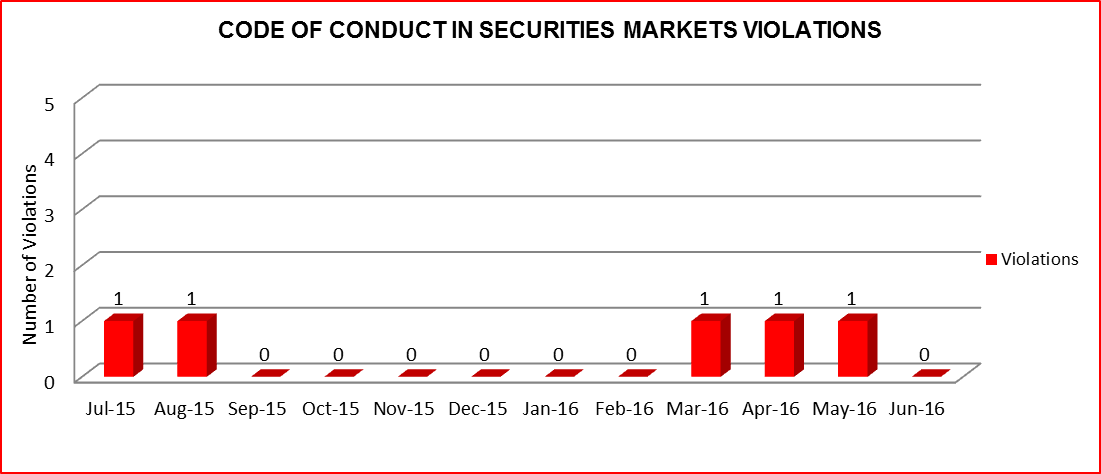 CODE OF CONDUCT IN SECURITIES MARKETS VIOLATIONS
Number of Violations
5
4
3
2
1
0
1 1 0 0 0 0 0 0 1 1 1 0
Jul-15 Aug-15 Sep-15 Oct-15 Nov-15 Dec-15 Jan-16 Feb-16 Mar-16 Apr-16 May-16 Jun-16
Violations